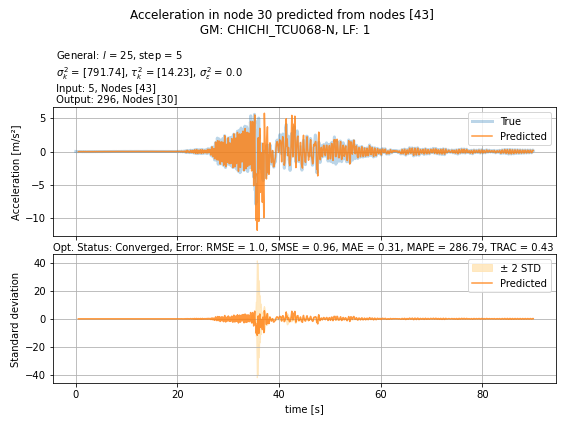 Acceleration in node 30 predicted from nodes [43]
GM: CHICHI_TCU068-N, LF: 1
General: l = 25, step = 5
σ²ₖ = [791.74], τ²ₖ = [14.23], σ²ε = 0.0
Input: 5, Nodes [43]
Output: 296, Nodes [30]
Acceleration [m/s²]
5
0
−5
−10
True
Predicted
Opt. Status: Converged, Error: RMSE = 1.0, SMSE = 0.96, MAE = 0.31, MAPE = 286.79, TRAC = 0.43
Standard deviation
40
20
0
−20
−40
± 2 STD
Predicted
0 20 40 60 80
time [s]